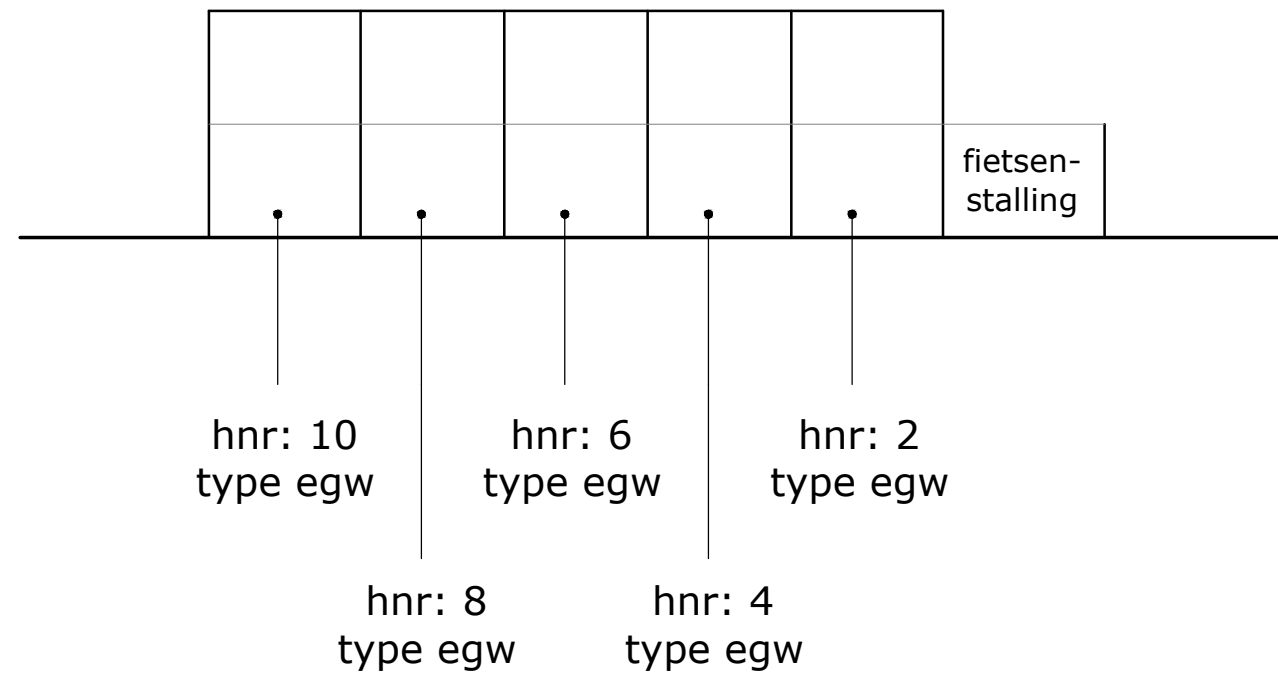 fietsen-
stalling
hnr: 10
type egw
hnr: 6
type egw
hnr: 2
type egw
hnr: 8
type egw
hnr: 4
type egw